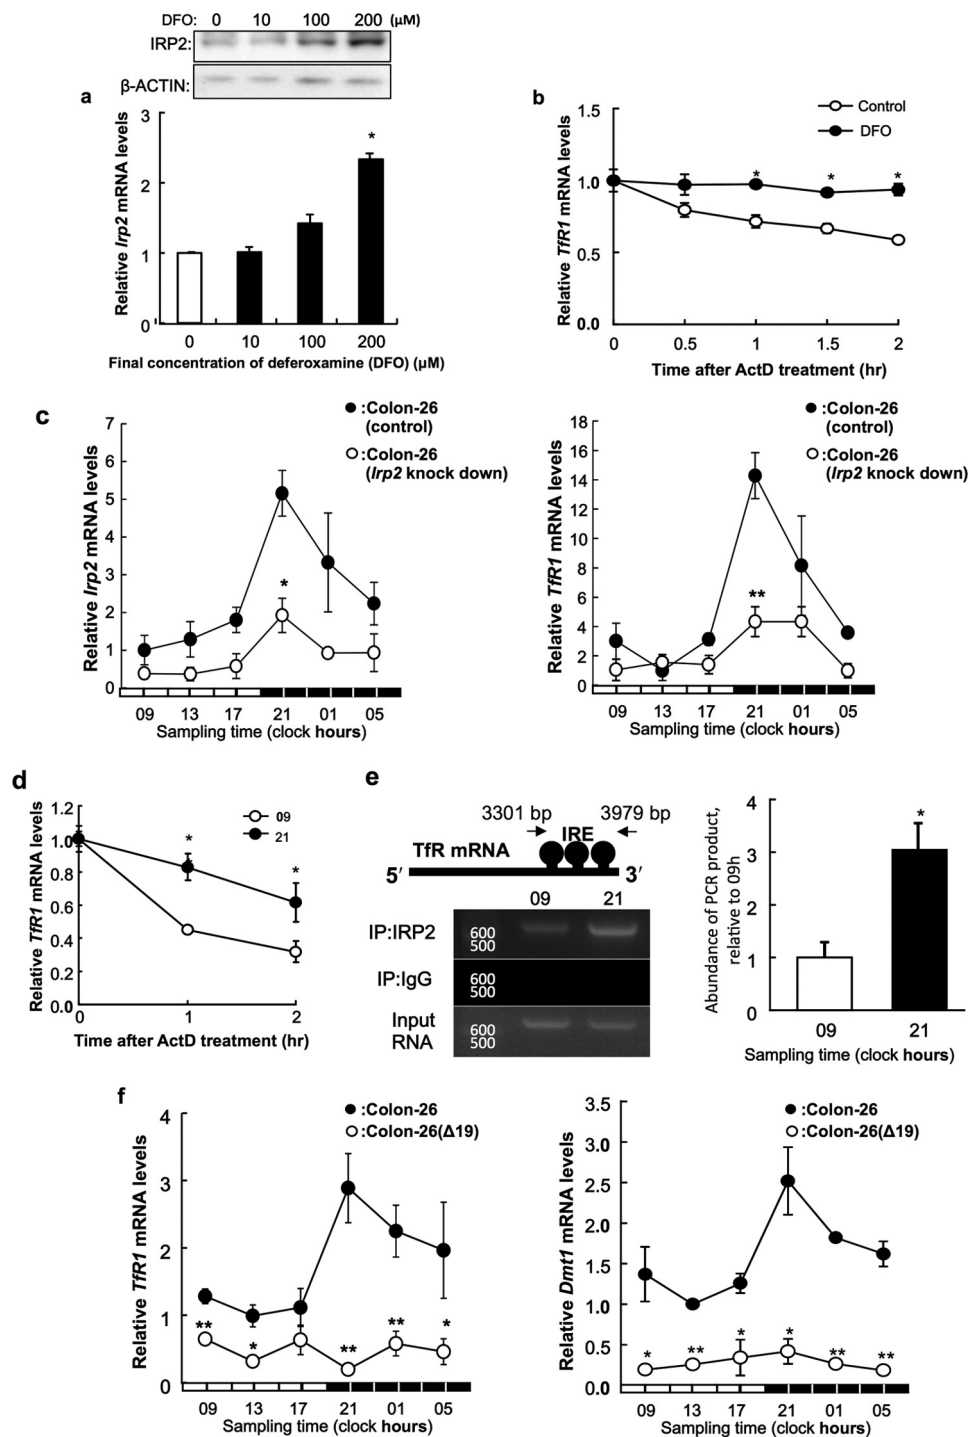 DFO: 0 10 100 200 (μM)
IRP2:
β-ACTIN:
a
Relative Irp2 mRNA levels
3
2
1
0
*
0 10 100 200
Final concentration of deferoxamine (DFO) (μM)
b
Relative TfR1 mRNA levels
1.5
1.0
0.5
0.0
Control
DFO
* * *
0 0.5 1 1.5 2
Time after ActD treatment (hr)
c
Relative Irp2 mRNA levels
7
6
5
4
3
2
1
0
:Colon-26
(control)
:Colon-26
(Irp2 knock down)
*
09 13 17 21 01 05
Sampling time (clock hours)
Relative TfR1 mRNA levels
18
16
14
12
10
8
6
4
2
0
:Colon-26
(control)
:Colon-26
(Irp2 knock down)
**
09 13 17 21 01 05
Sampling time (clock hours)
d
Relative TfR1 mRNA levels
1.2
1.0
0.8
0.6
0.4
0.2
0.0
09
21
* *
0 1 2
Time after ActD treatment (hr)
e
3301 bp 3979 bp
IRE
TfR mRNA
5′ 3′
09 21
IP:IRP2
600
500
IP:IgG
600
500
Input
RNA
600
500
Abundance of PCR product,
relative to 09h
4
3
2
1
0
*
09 21
Sampling time (clock hours)
f
Relative TfR1 mRNA levels
4
3
2
1
0
:Colon-26
:Colon-26(Δ19)
** * ** ** *
09 13 17 21 01 05
Sampling time (clock hours)
Relative Dmt1 mRNA levels
3.5
3.0
2.5
2.0
1.5
1.0
0.5
0.0
:Colon-26
:Colon-26(Δ19)
* ** * * ** **
09 13 17 21 01 05
Sampling time (clock hours)